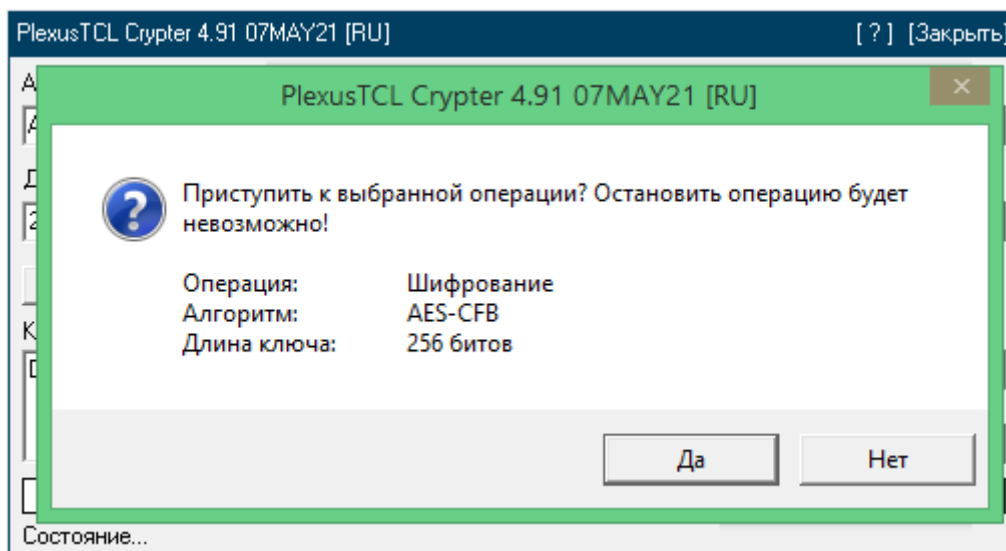 PlexusTCL Crypter 4.91 07MAY21 [RU] [ ? ] [Закрыть]
PlexusTCL Crypter 4.91 07MAY21 [RU]
Приступить к выбранной операции? Остановить операцию будет
невозможно!
Операция: Шифрование
Алгоритм: AES-CFB
Длина ключа: 256 битов
Да Нет
Состояние...